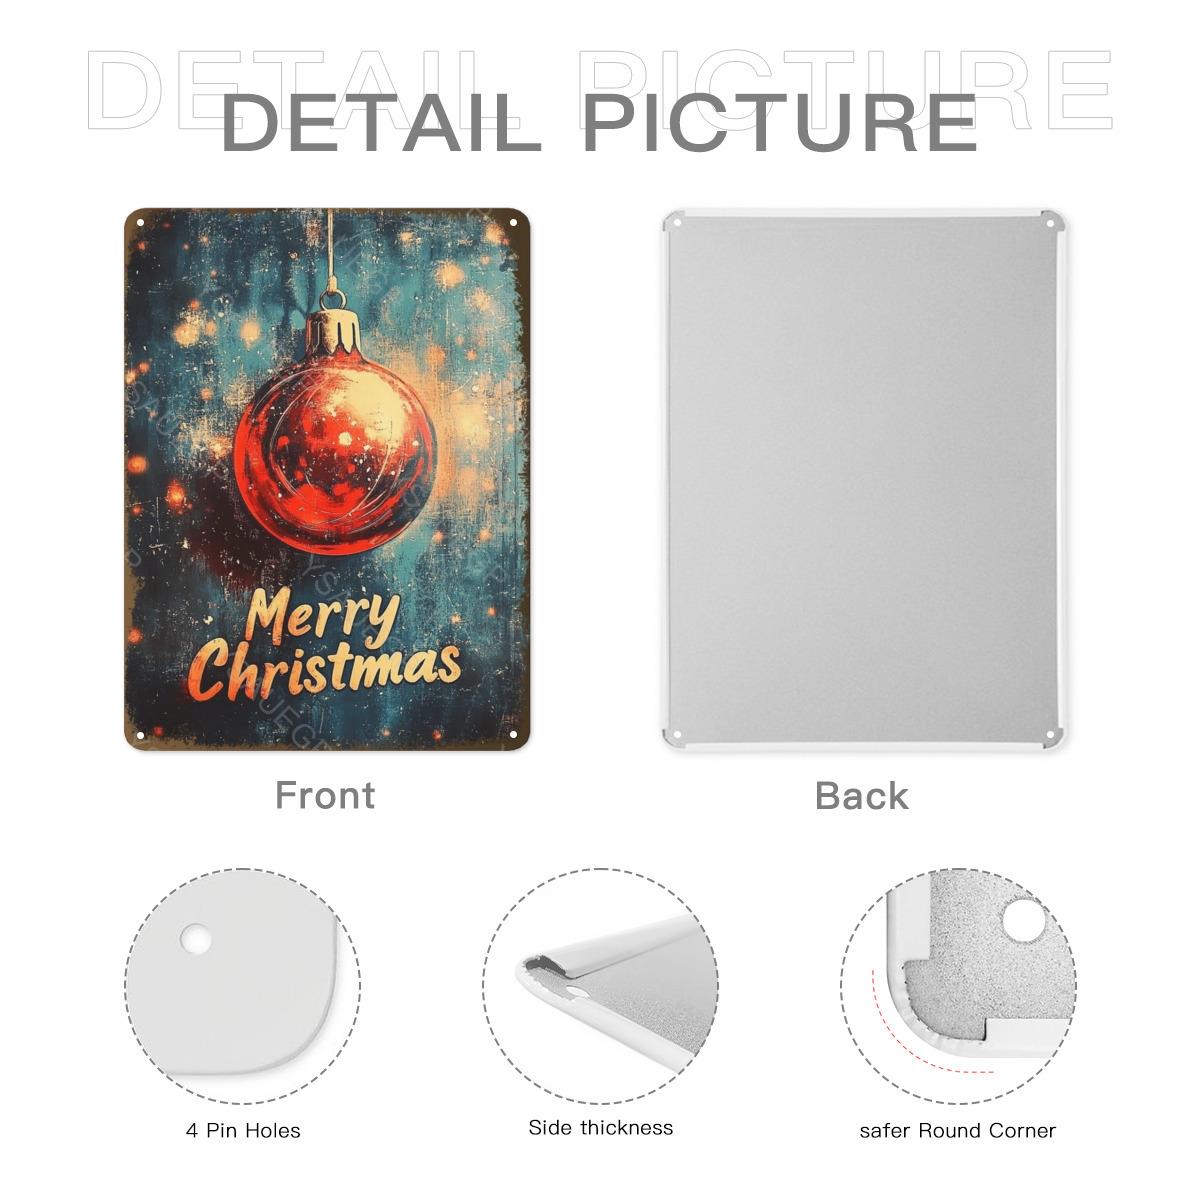 DETAIL PICTURE
DETAIL PICTURE
Merry
Christmas
Front
Back
4 Pin Holes
Side thickness
safer Round Corner